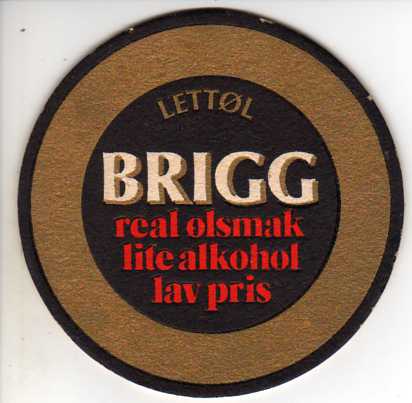 LETTØL
BRIGG
real ølsmak
lite alkohol
lav pris